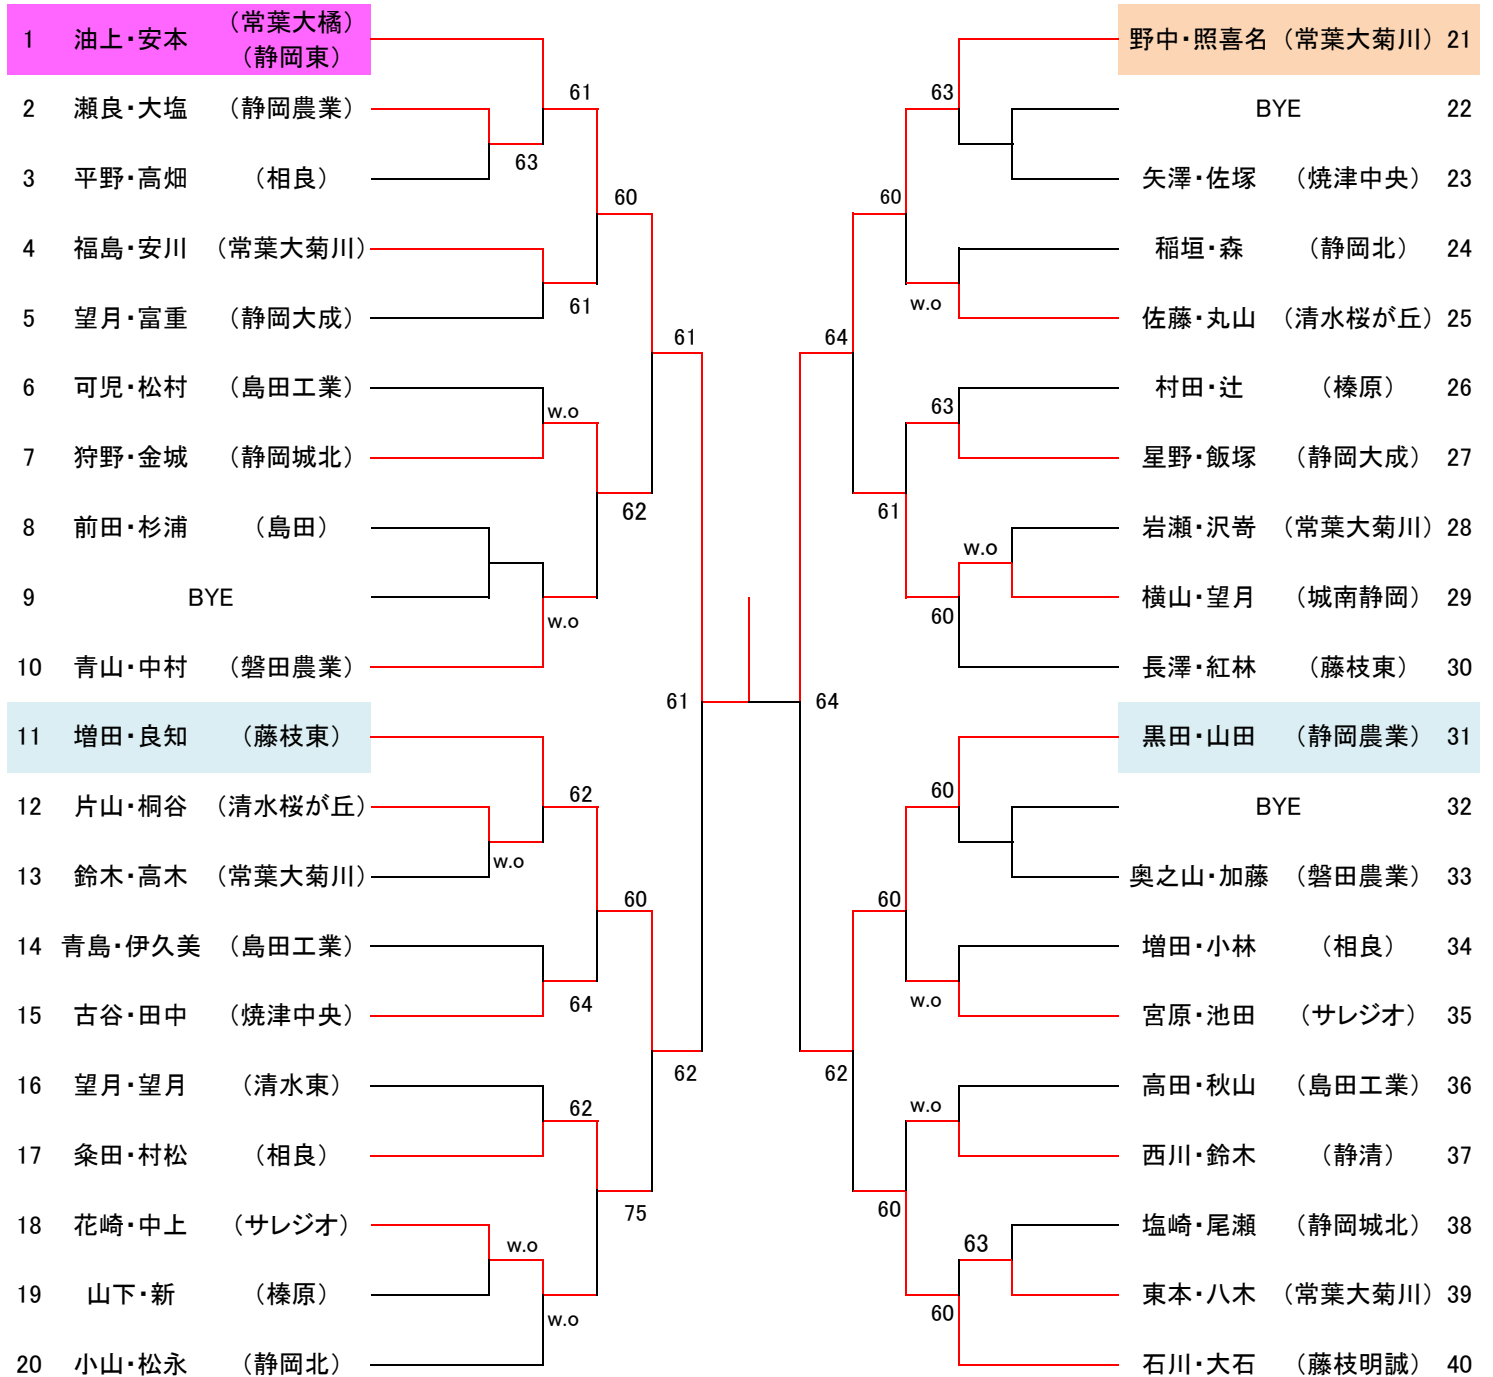 1 油上・安本 （常葉大橘）
（静岡東）
2 瀬良・大塩 （静岡農業）
3 平野・高畑 （相良）
4 福島・安川 （常葉大菊川）
5 望月・富重 （静岡大成）
6 可児・松村 （島田工業）
7 狩野・金城 （静岡城北）
8 前田・杉浦 （島田）
9 BYE
10 青山・中村 （磐田農業）
11 増田・良知 （藤枝東）
12 片山・桐谷 （清水桜が丘）
13 鈴木・高木 （常葉大菊川）
14 青島・伊久美 （島田工業）
15 古谷・田中 （焼津中央）
16 望月・望月 （清水東）
17 粂田・村松 （相良）
18 花崎・中上 （サレジオ）
19 山下・新 （榛原）
20 小山・松永 （静岡北）
61
63
60
61
61
w.o
62
w.o
61
62
w.o
60
64
62
62
75
w.o
w.o
野中・照喜名 （常葉大菊川） 21
BYE 22
矢澤・佐塚 （焼津中央） 23
稲垣・森 （静岡北） 24
佐藤・丸山 （清水桜が丘） 25
村田・辻 （榛原） 26
星野・飯塚 （静岡大成） 27
岩瀬・沢嵜 （常葉大菊川） 28
横山・望月 （城南静岡） 29
長澤・紅林 （藤枝東） 30
黒田・山田 （静岡農業） 31
BYE 32
奥之山・加藤 （磐田農業） 33
増田・小林 （相良） 34
宮原・池田 （サレジオ） 35
高田・秋山 （島田工業） 36
西川・鈴木 （静清） 37
塩崎・尾瀬 （静岡城北） 38
東本・八木 （常葉大菊川） 39
石川・大石 （藤枝明誠） 40
63
60
w.o
64
63
61
w.o
60
64
60
60
w.o
62
w.o
60
63
60